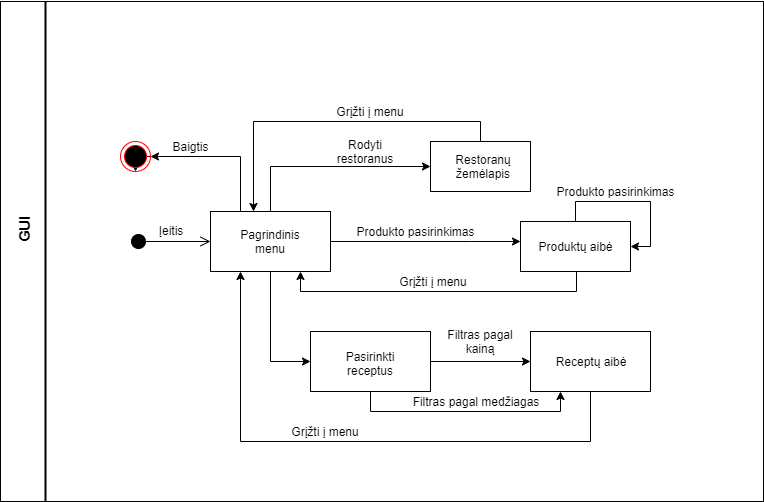 GUI
Grįžti į menu
Baigtis
Rodyti
restoranus
Restoranų
žemėlapis
Produkto pasirinkimas
Įeitis
Pagrindinis
menu
Produkto pasirinkimas
Produktų aibė
Grįžti į menu
Pasirinkti
receptus
Filtras pagal
kainą
Receptų aibė
Filtras pagal medžiagas
Grįžti į menu